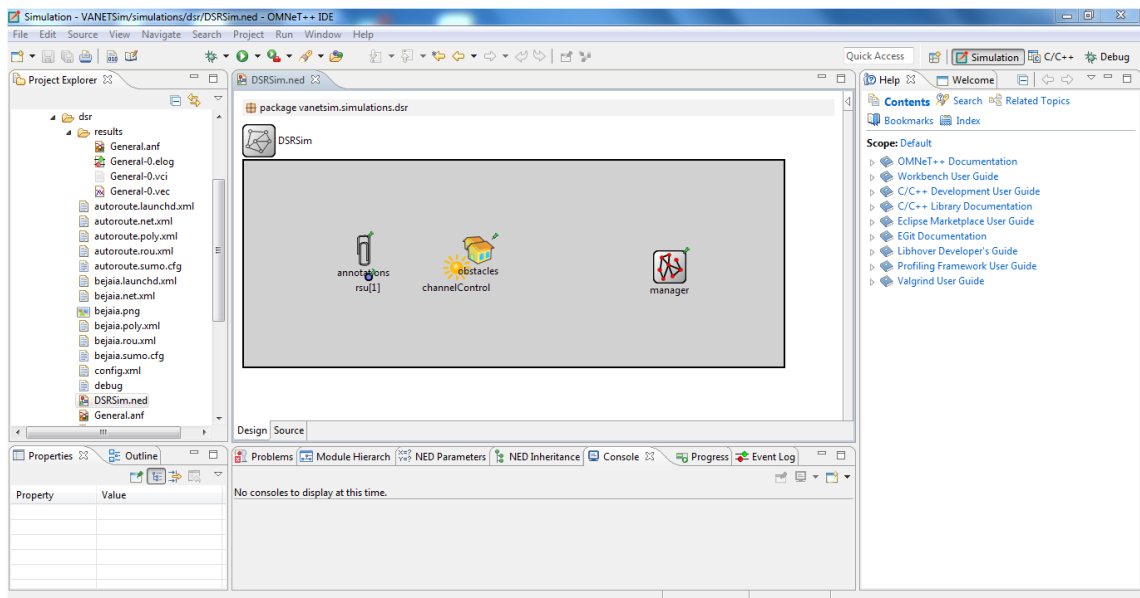 Simulation - VANETSim/simulations/dsr/DSRSim.ned - OMNeT++ IDE
File Edit Source View Navigate Search Project Run Window Help
Quick Access Simulation C/C++ Debug
Project Explorer
dsr
results
General.anf
General-0.elog
General-0.vci
General-0.vec
autoroute.launchd.xml
autoroute.net.xml
autoroute.poly.xml
autoroute.rou.xml
autoroute.sumo.cfg
bejaia.launchd.xml
bejaia.net.xml
bejaia.png
bejaia.poly.xml
bejaia.rou.xml
bejaia.sumo.cfg
config.xml
debug
DSRSim.ned
General.anf
DSRSim.ned
package vanetsim.simulations.dsr
DSRSim
annotations
rsu[1]
obstacles
channelControl
manager
Design Source
Help Welcome
Contents Search Related Topics
Bookmarks Index
Scope: Default
OMNeT++ Documentation
Workbench User Guide
C/C++ Development User Guide
C/C++ Library Documentation
Eclipse Marketplace User Guide
EGit Documentation
Libhover Developer's Guide
Profiling Framework User Guide
Valgrind User Guide
Properties Outline
Property Value
Problems Module Hierarch NED Parameters NED Inheritance Console Progress Event Log
No consoles to display at this time.